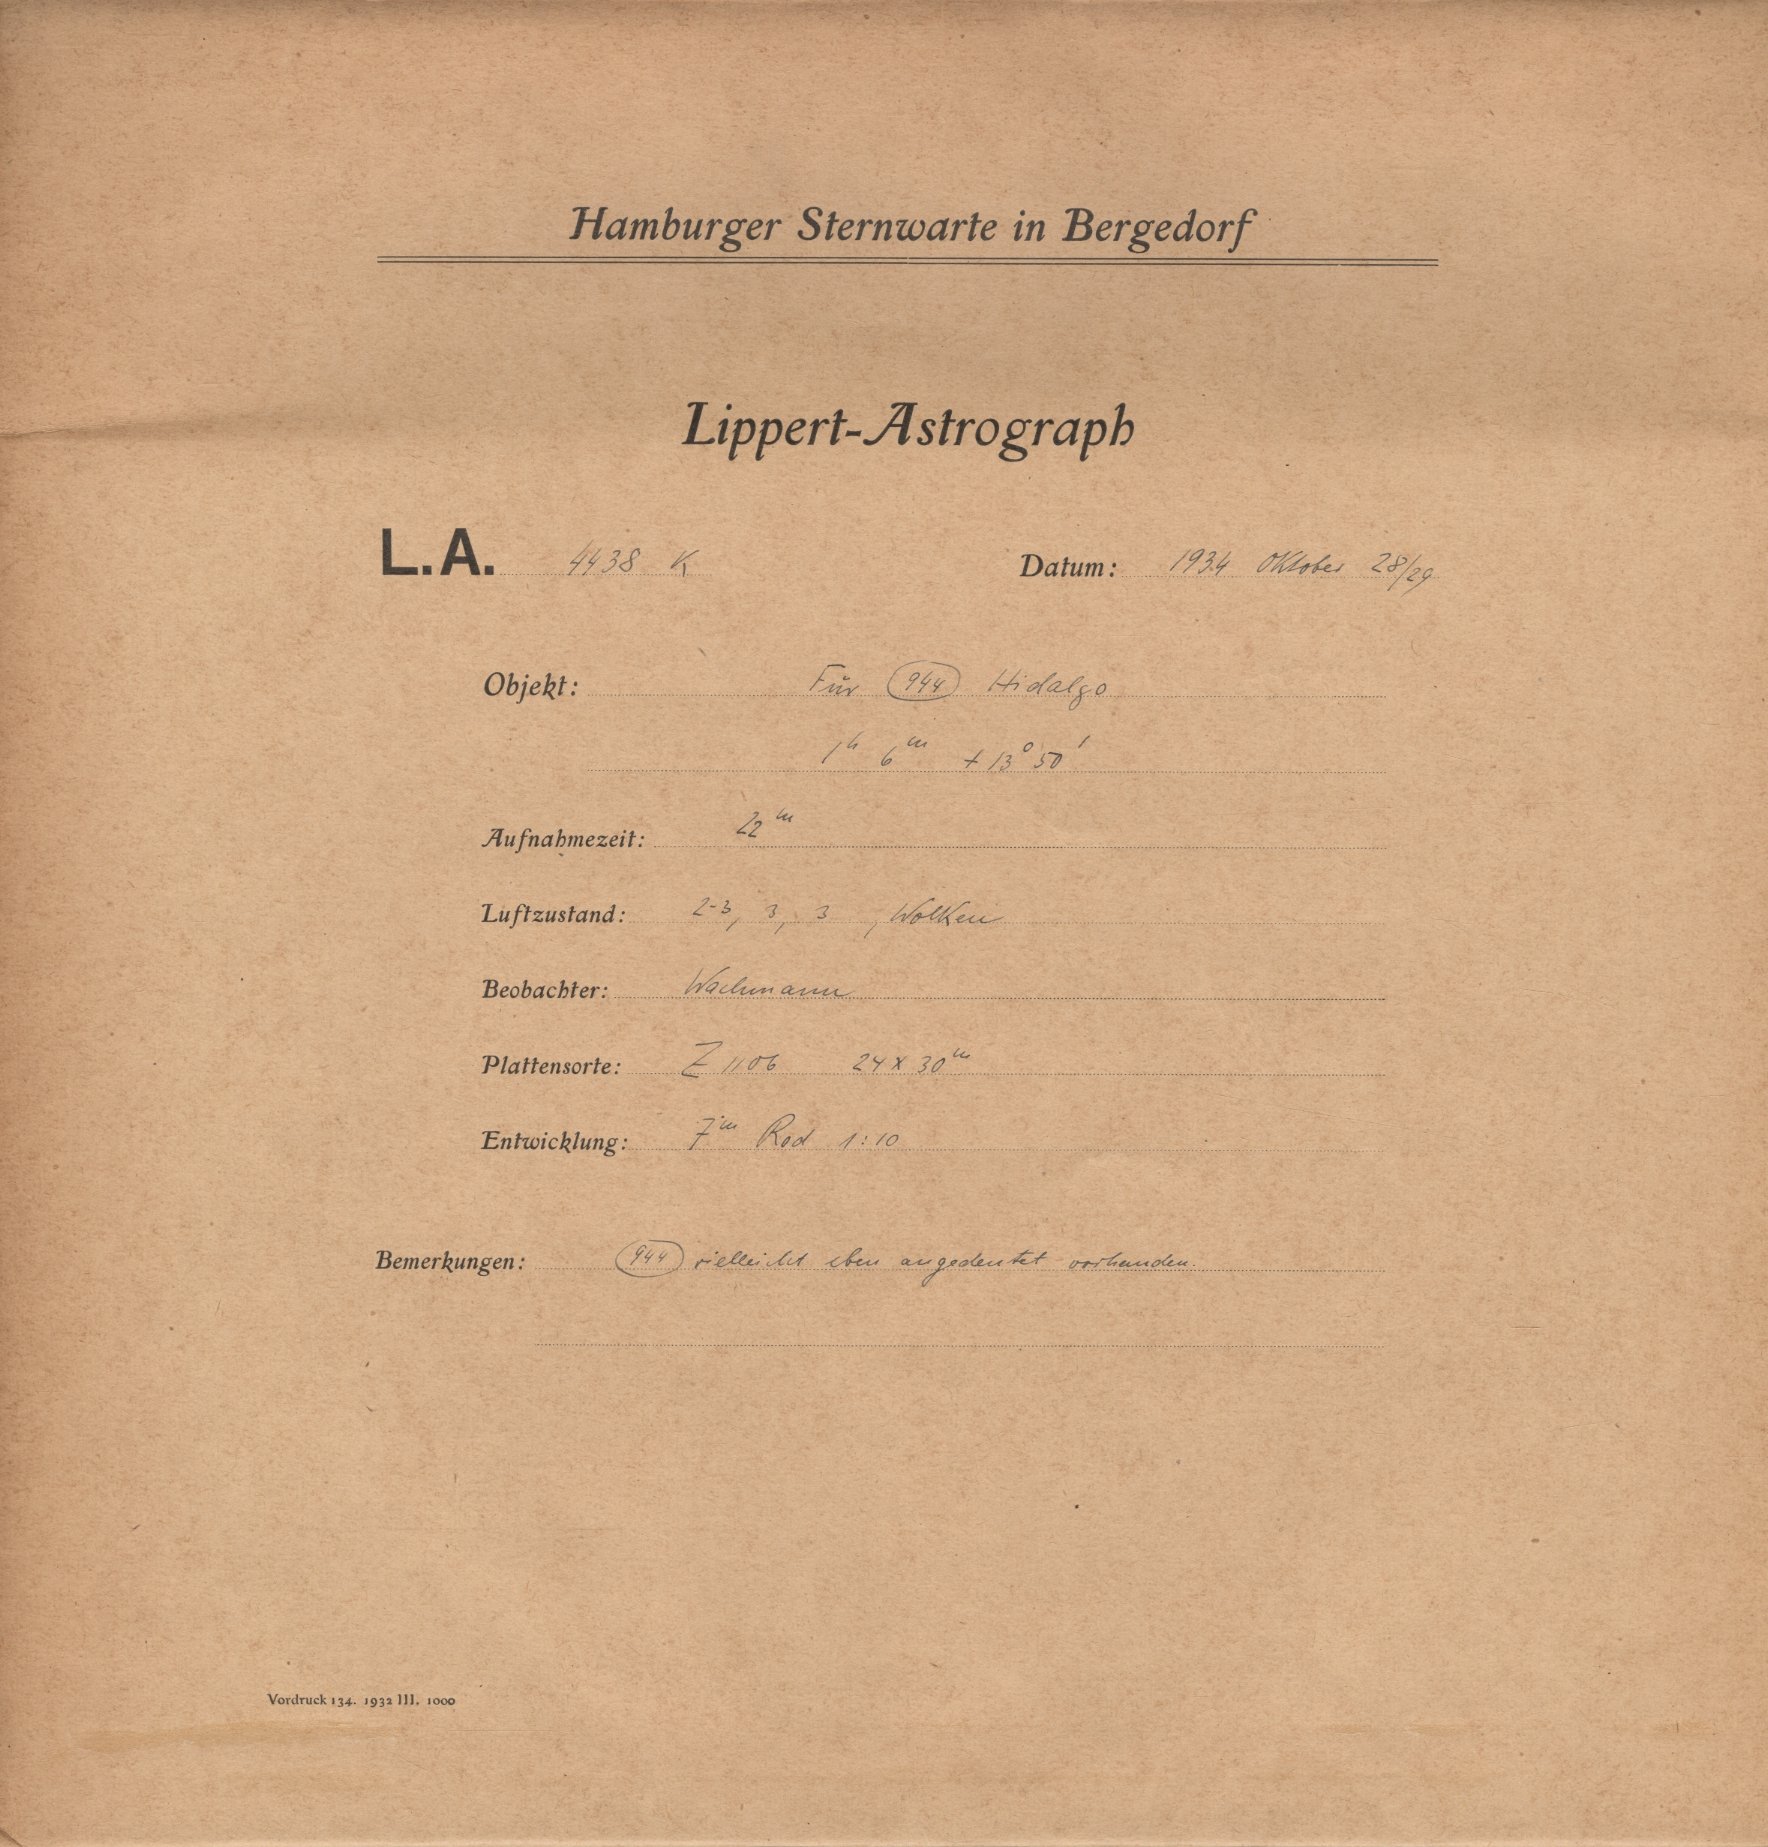 Hamburger Sternwarte in Bergedorf
Lippert-Astrograph
L.A. 4438 K Datum: 1934 Oktober 28/29
Objekt: Für (944) Hidalgo
1h 6m + 13° 50'
Aufnahmezeit: 22m
Luftzustand: 2-3, 3, 3, Wolken
Beobachter: Wachmann
Plattensorte: Z 1106 24 x 30m
Entwicklung: 7m Rod 1:10
Bemerkungen: (944) vielleicht eben angedeutet vorhanden.
Vordruck 134. 1932 III. 1000